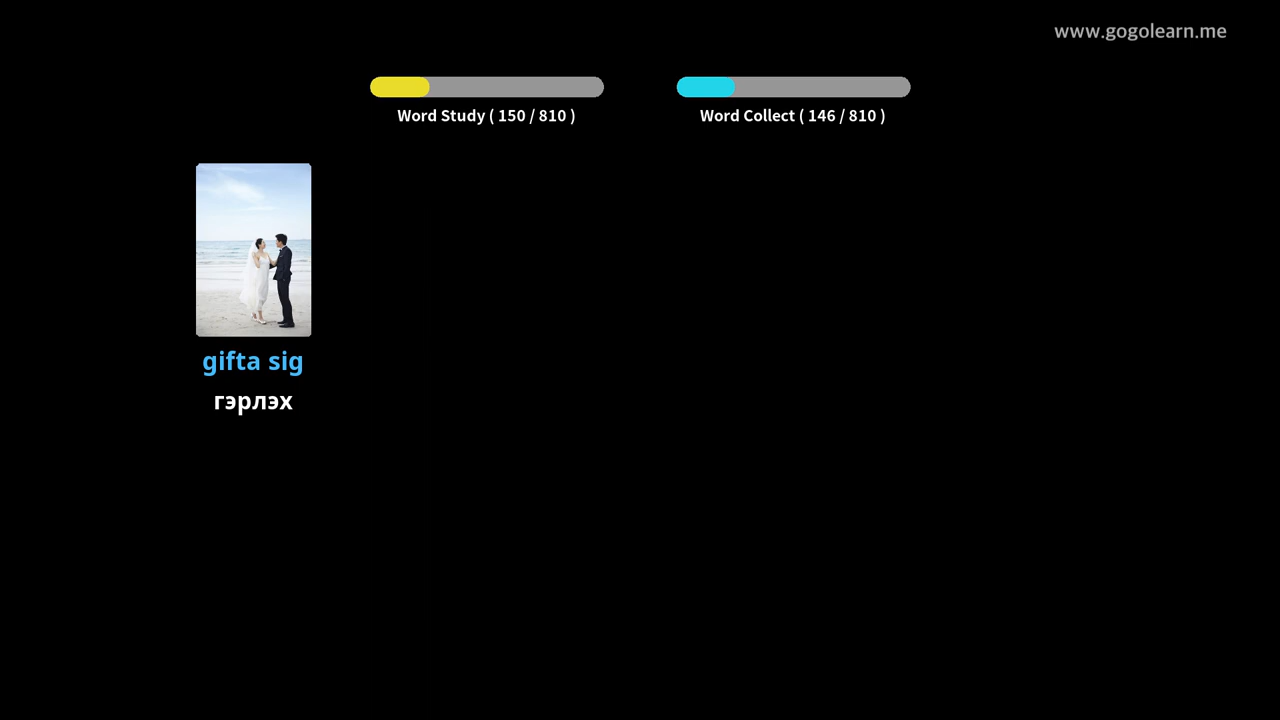 www.gogolearn.me
Word Study ( 150 / 810 )
Word Collect ( 146 / 810 )
gifta sig
гэрлэх